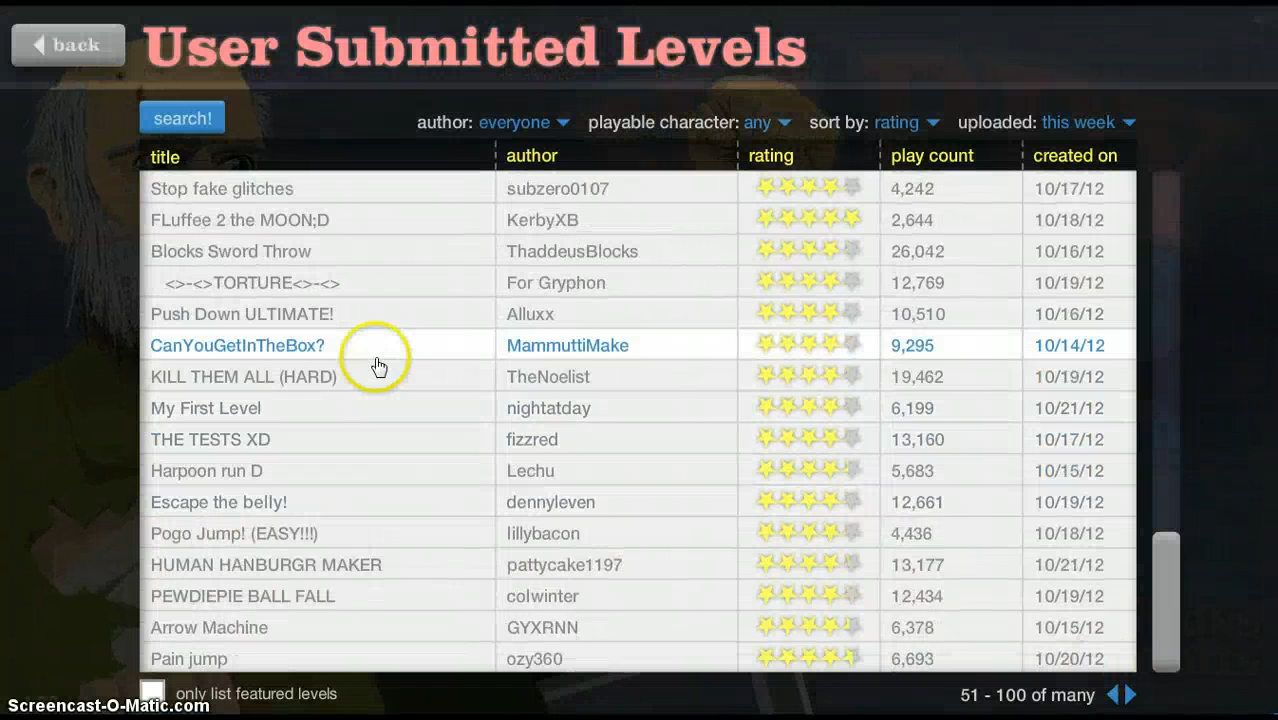 back
User Submitted Levels
search! author: everyone playable character: any sort by: rating uploaded: this week
title author rating play count created on
Stop fake glitches subzero0107 4,242 10/17/12
FLuffee 2 the MOON;D KerbyXB 2,644 10/18/12
Blocks Sword Throw ThaddeusBlocks 26,042 10/16/12
<>-<>TORTURE<>-<> For Gryphon 12,769 10/19/12
Push Down ULTIMATE! Alluxx 10,510 10/16/12
CanYouGetInTheBox? MammuttiMake 9,295 10/14/12
KILL THEM ALL (HARD) TheNoelist 19,462 10/19/12
My First Level nightatday 6,199 10/21/12
THE TESTS XD fizzred 13,160 10/17/12
Harpoon run D Lechu 5,683 10/15/12
Escape the belly! dennyleven 12,661 10/19/12
Pogo Jump! (EASY!!!) lillybacon 4,436 10/18/12
HUMAN HANBURGR MAKER pattycake1197 13,177 10/21/12
PEWDIEPIE BALL FALL colwinter 12,434 10/19/12
Arrow Machine GYXRNN 6,378 10/15/12
Pain jump ozy360 6,693 10/20/12
only list featured levels 51 - 100 of many
Screencast-O-Matic.com